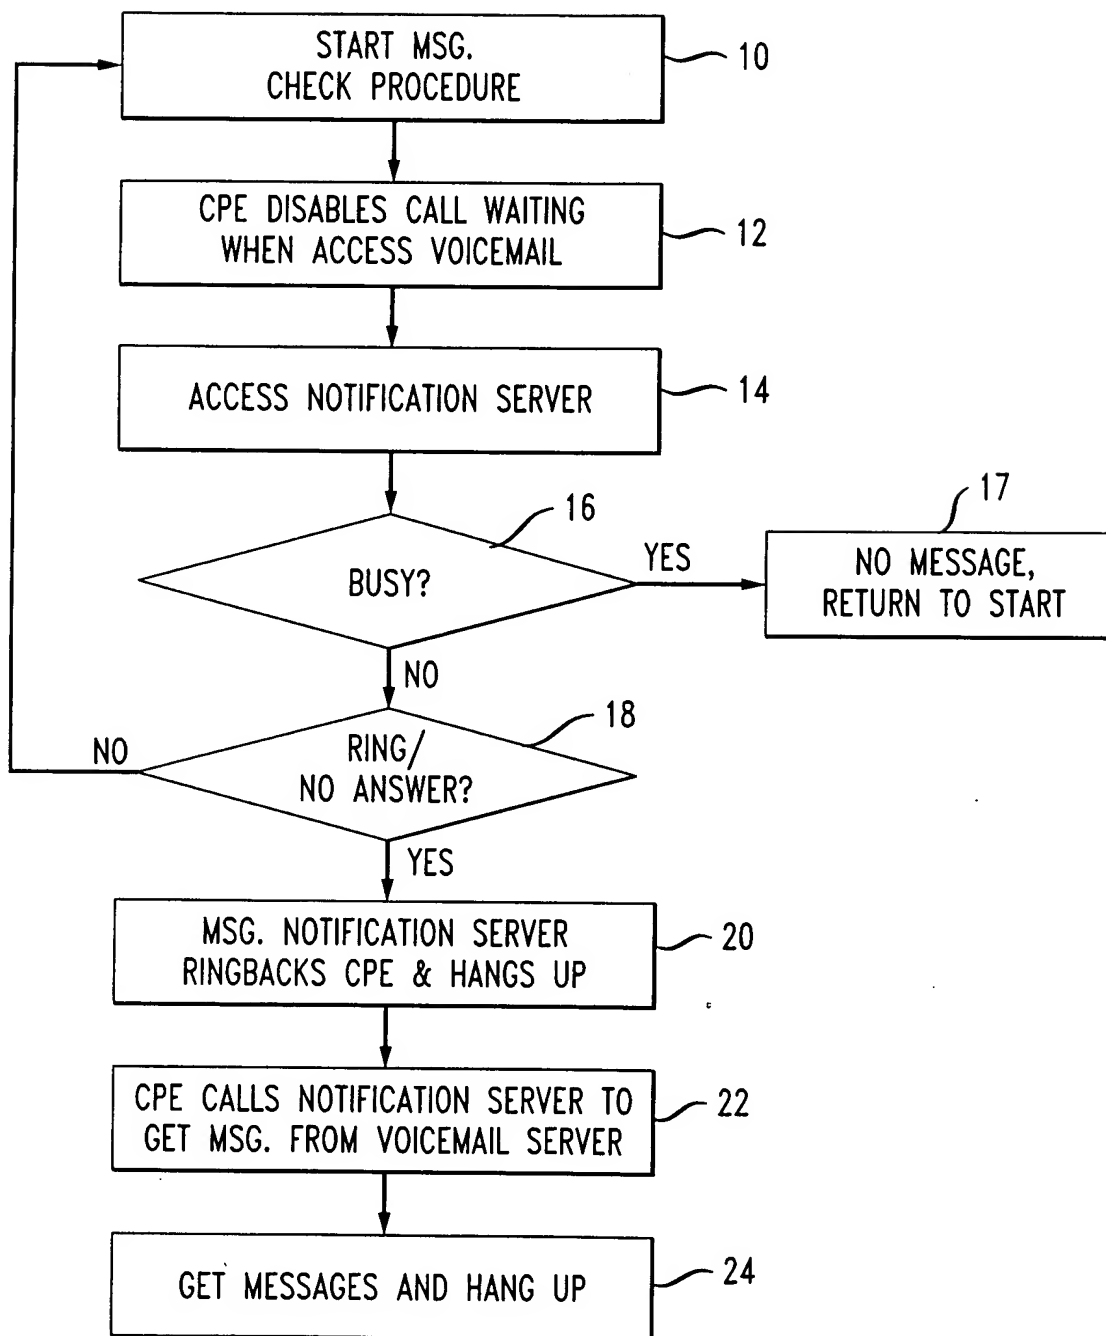 START MSG.
CHECK PROCEDURE
10
CPE DISABLES CALL WAITING
WHEN ACCESS VOICEMAIL
12
ACCESS NOTIFICATION SERVER
14
16
BUSY?
YES
17
NO MESSAGE,
RETURN TO START
NO
18
RING/
NO ANSWER?
NO
YES
MSG. NOTIFICATION SERVER
RINGBACKS CPE & HANGS UP
20
CPE CALLS NOTIFICATION SERVER TO
GET MSG. FROM VOICEMAIL SERVER
22
GET MESSAGES AND HANG UP
24